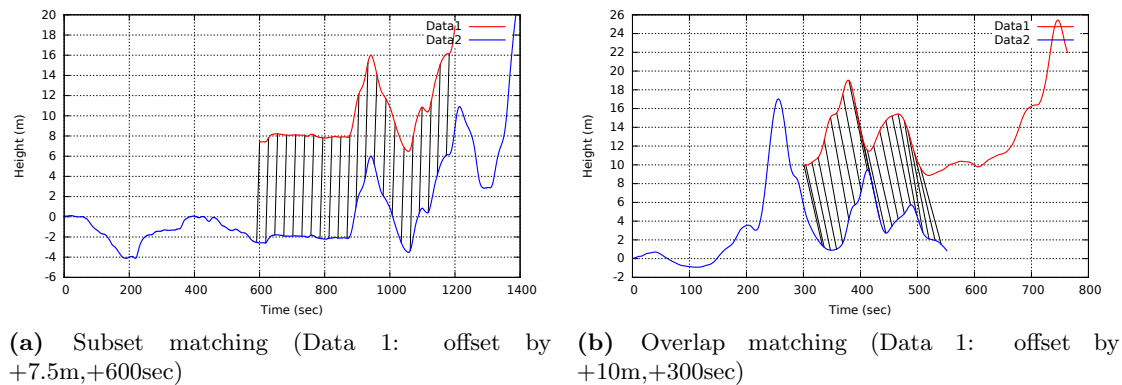 20
18
16
14
12
10
8
6
4
2
0
-2
-4
-6
Height (m)
0 200 400 600 800 1000 1200 1400
Time (sec)
Data1
Data2
26
24
22
20
18
16
14
12
10
8
6
4
2
0
-2
Height (m)
0 100 200 300 400 500 600 700 800
Time (sec)
Data1
Data2
(a) Subset matching (Data 1: offset by
+7.5m,+600sec)
(b) Overlap matching (Data 1: offset by
+10m,+300sec)